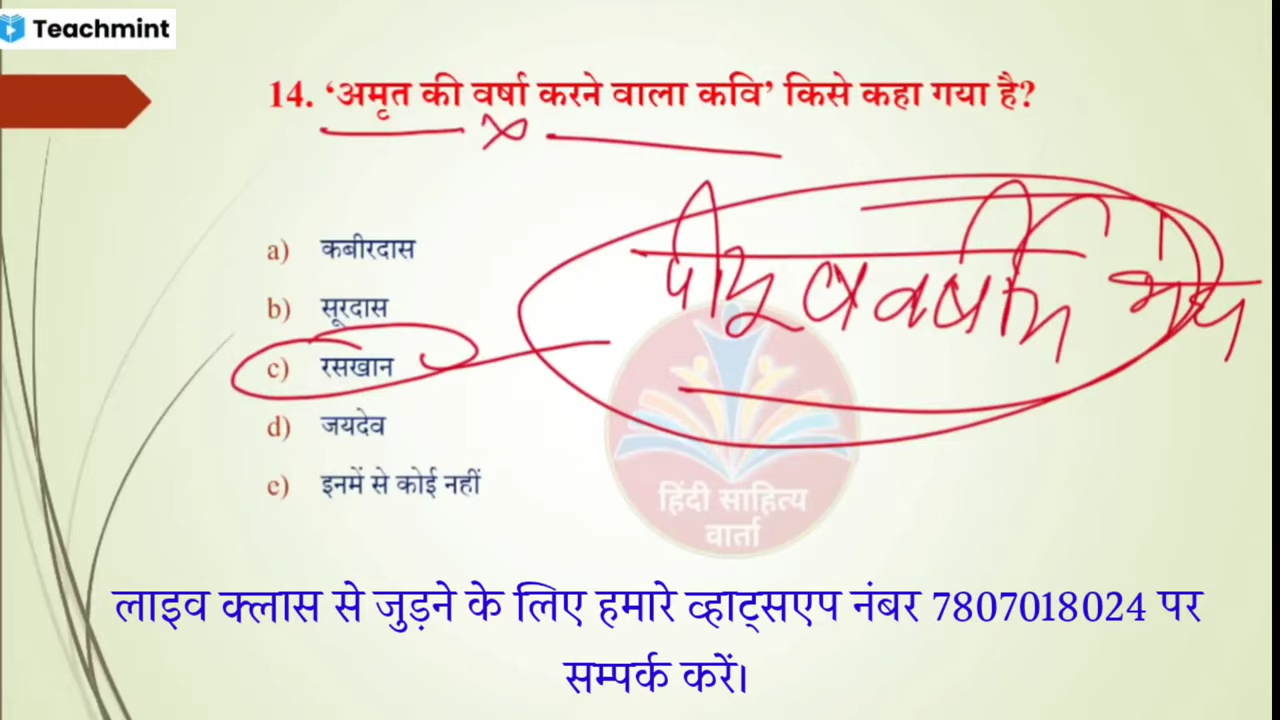 Teachmint
14. ‘अमृत की वर्षा करने वाला कवि’ किसे कहा गया है?
a) कबीरदास
b) सूरदास
c) रसखान
d) जयदेव
e) इनमें से कोई नहीं
हिंदी साहित्य
वार्ता
लाइव क्लास से जुड़ने के लिए हमारे व्हाट्सएप नंबर 7807018024 पर
सम्पर्क करें।